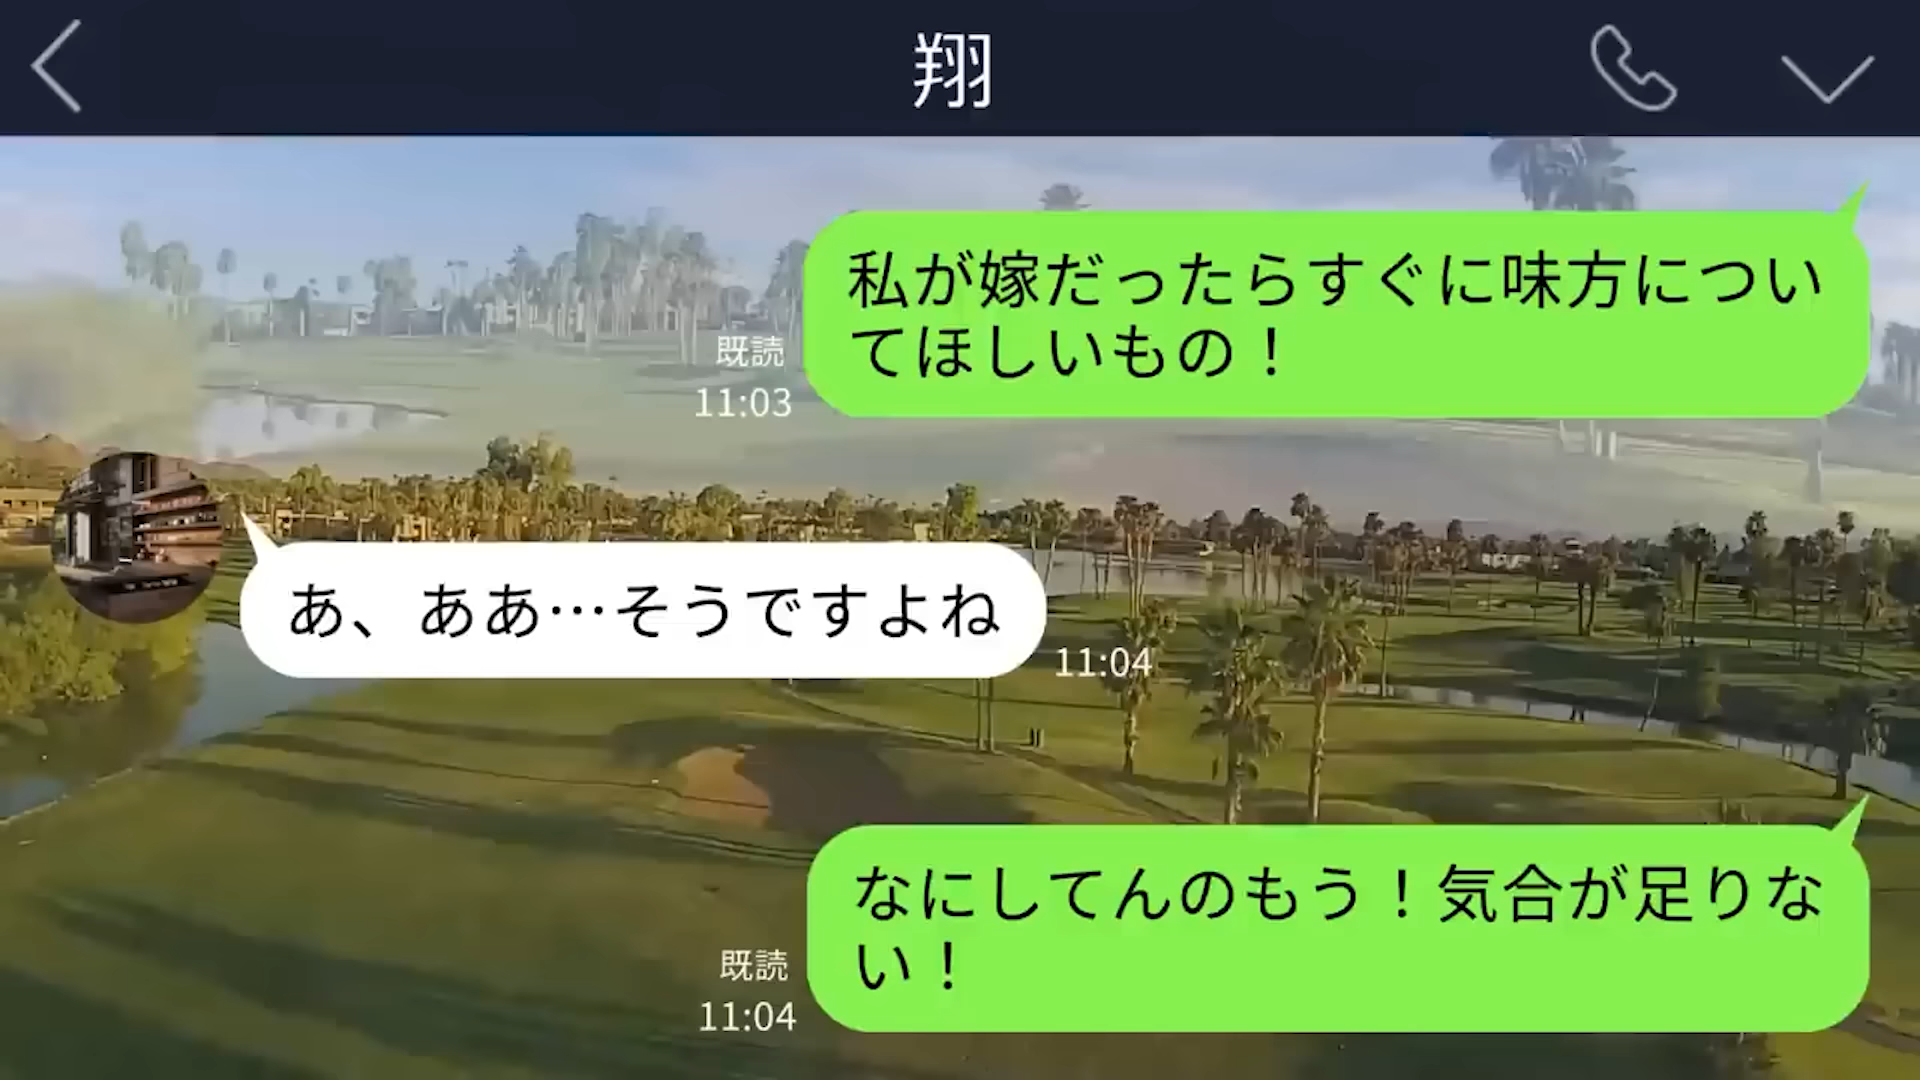 翔
私が嫁だったらすぐに味方につい
てほしいもの！
既読
11:03
あ、ああ…そうですよね
11:04
なにしてんのもう！気合が足りな
い！
既読
11:04